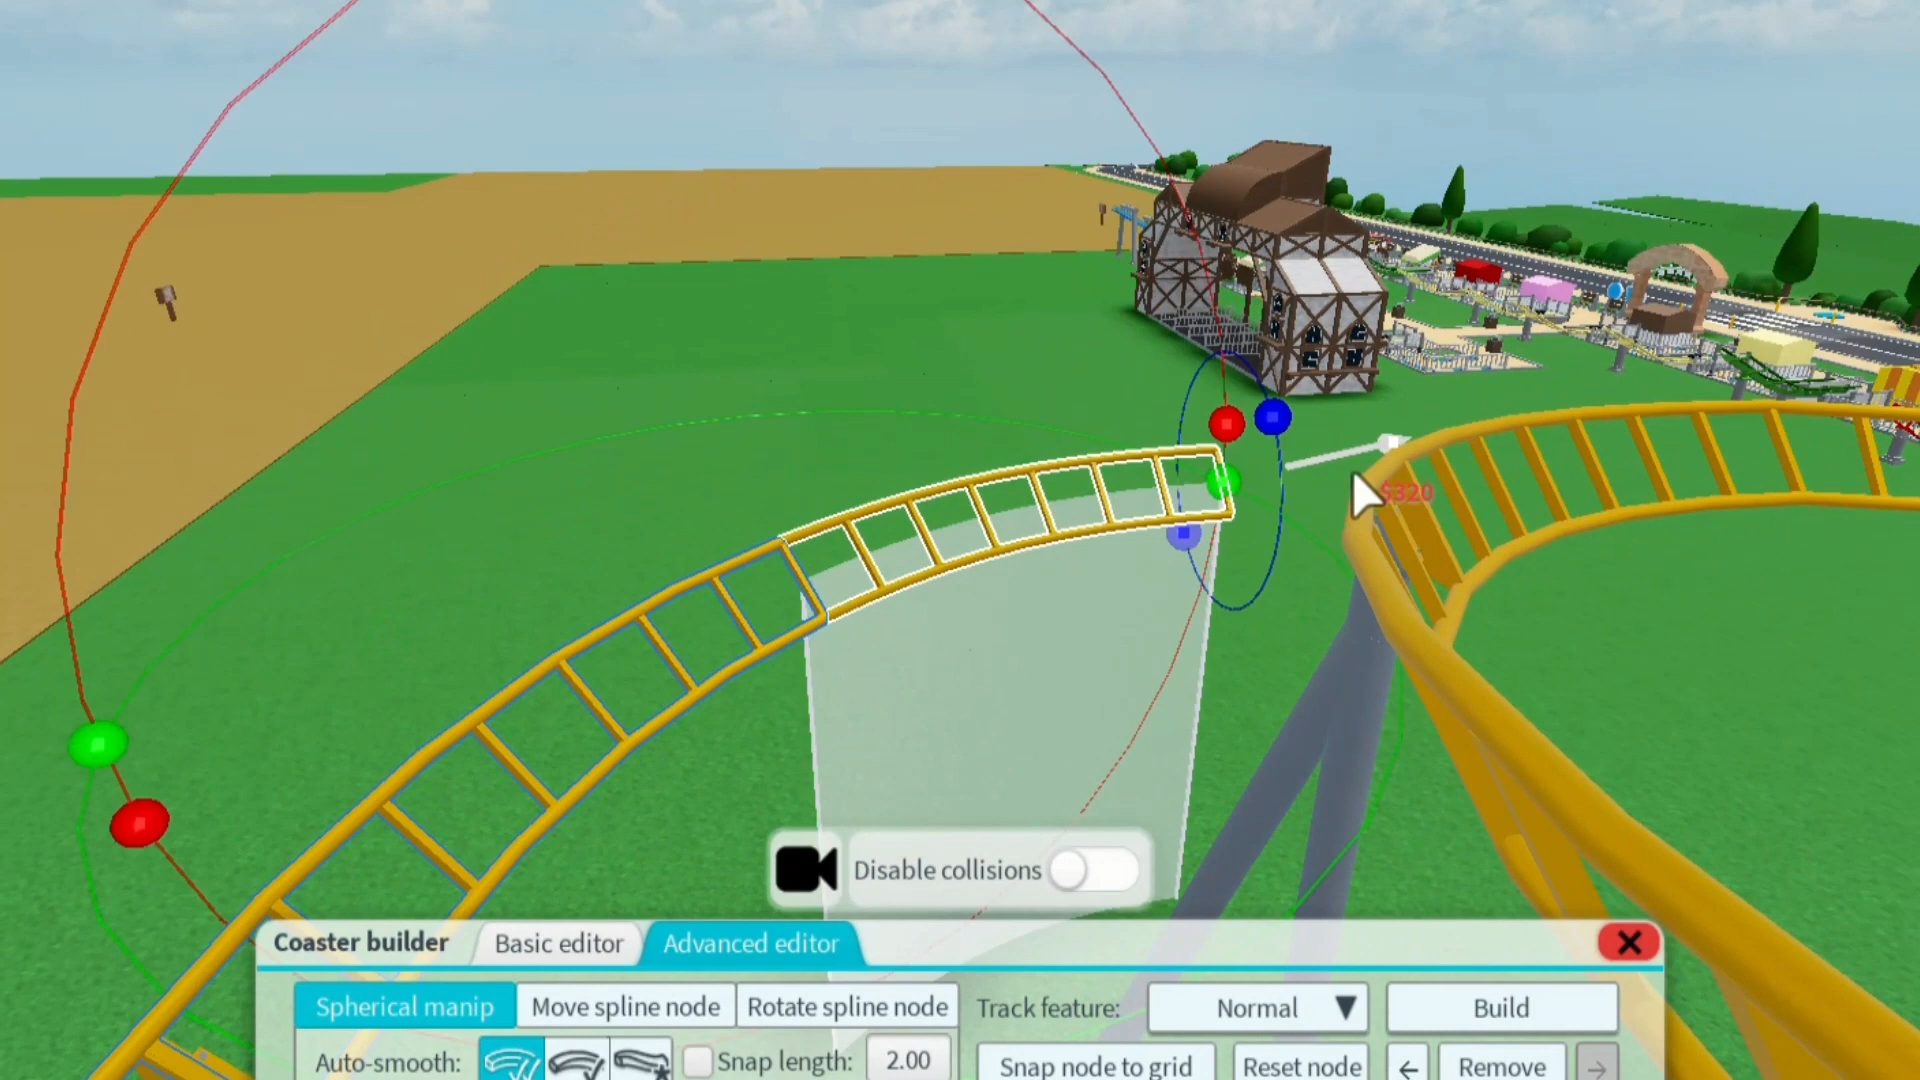 $320
Disable collisions
Coaster builder
Basic editor
Advanced editor
Spherical manip
Move spline node
Rotate spline node
Track feature:
Normal
Build
Auto-smooth:
Snap length:
2.00
Snap node to grid
Reset node
Remove